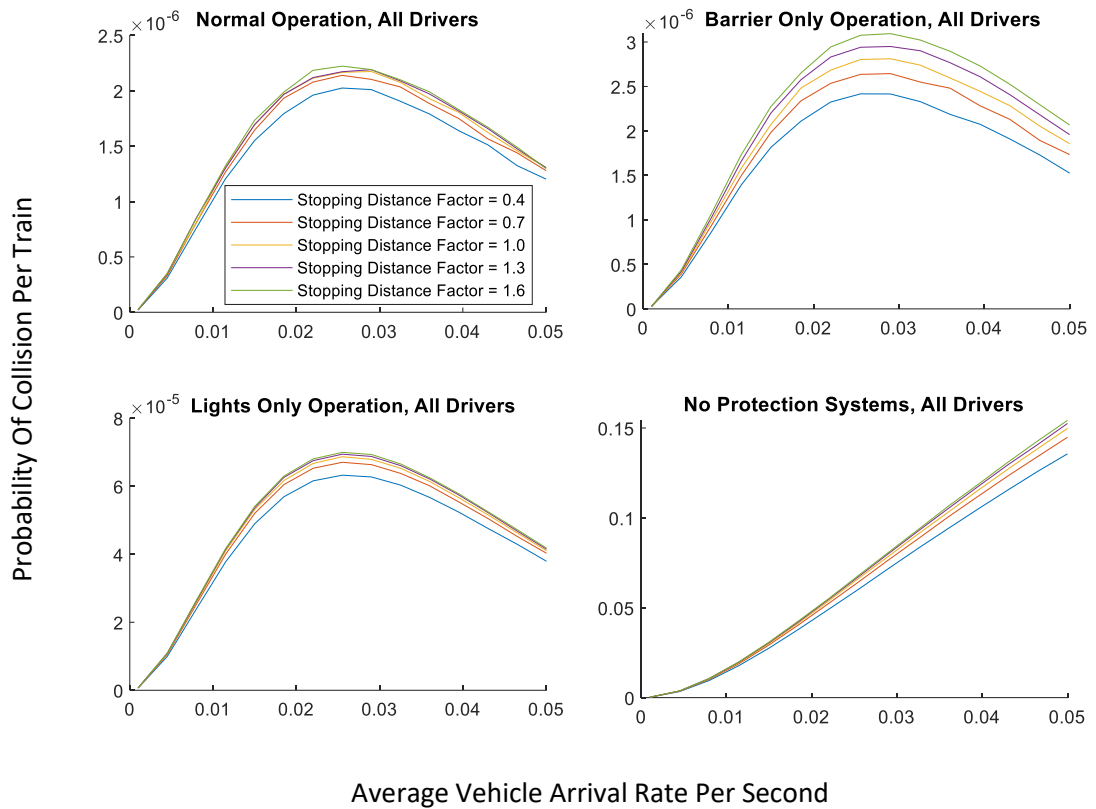 Normal Operation, All Drivers
×10⁻⁶
2.5
2
1.5
1
0.5
0
0 0.01 0.02 0.03 0.04 0.05
Stopping Distance Factor = 0.4
Stopping Distance Factor = 0.7
Stopping Distance Factor = 1.0
Stopping Distance Factor = 1.3
Stopping Distance Factor = 1.6
Barrier Only Operation, All Drivers
×10⁻⁶
3
2.5
2
1.5
1
0.5
0
0 0.01 0.02 0.03 0.04 0.05
Probability Of Collision Per Train
Lights Only Operation, All Drivers
×10⁻⁵
8
6
4
2
0
0 0.01 0.02 0.03 0.04 0.05
No Protection Systems, All Drivers
0.15
0.1
0.05
0
0 0.01 0.02 0.03 0.04 0.05
Average Vehicle Arrival Rate Per Second